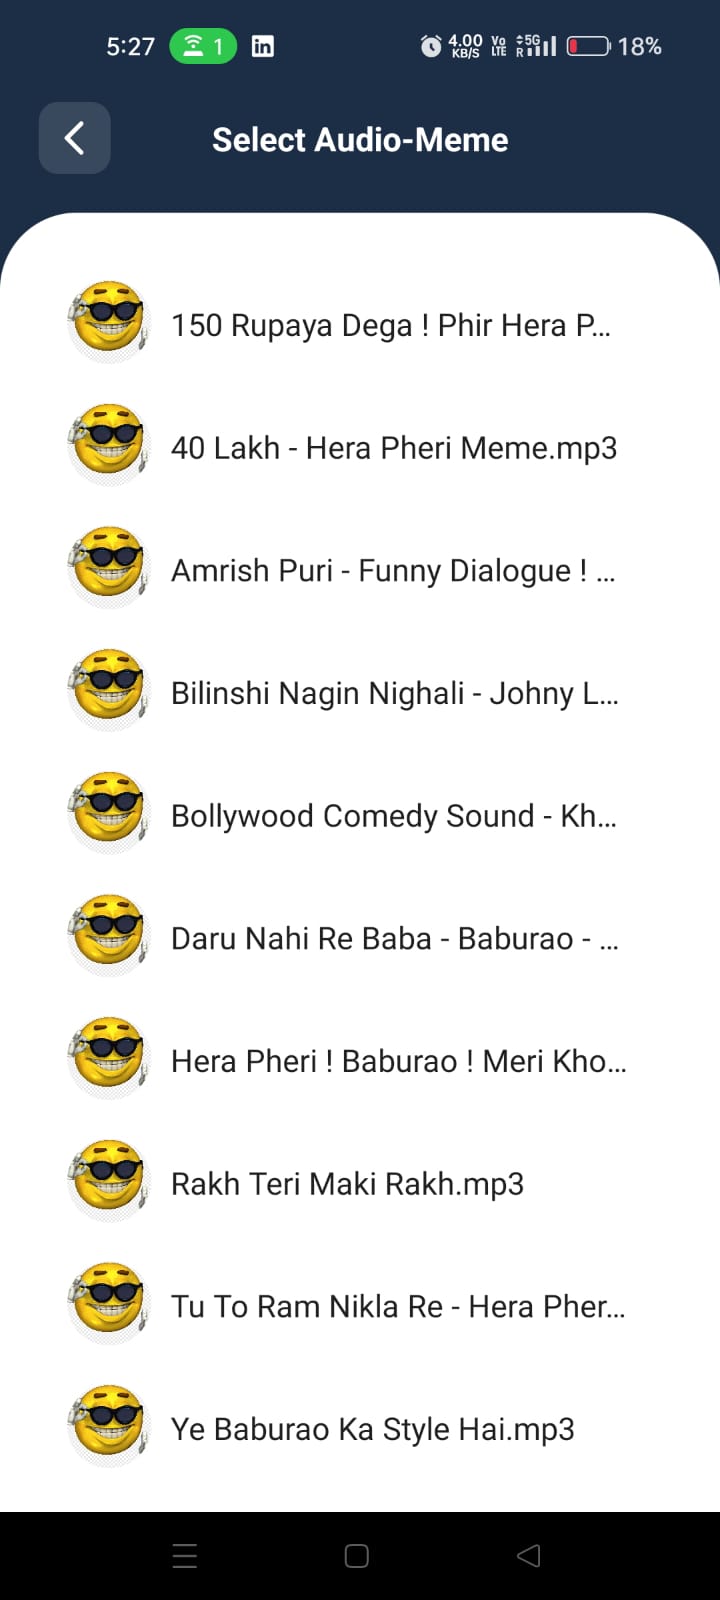 5:27 1 in 4.00 KB/S Vo LTE 5G R 18%
Select Audio-Meme
150 Rupaya Dega ! Phir Hera P...
40 Lakh - Hera Pheri Meme.mp3
Amrish Puri - Funny Dialogue ! ...
Bilinshi Nagin Nighali - Johny L...
Bollywood Comedy Sound - Kh...
Daru Nahi Re Baba - Baburao - ...
Hera Pheri ! Baburao ! Meri Kho...
Rakh Teri Maki Rakh.mp3
Tu To Ram Nikla Re - Hera Pher...
Ye Baburao Ka Style Hai.mp3